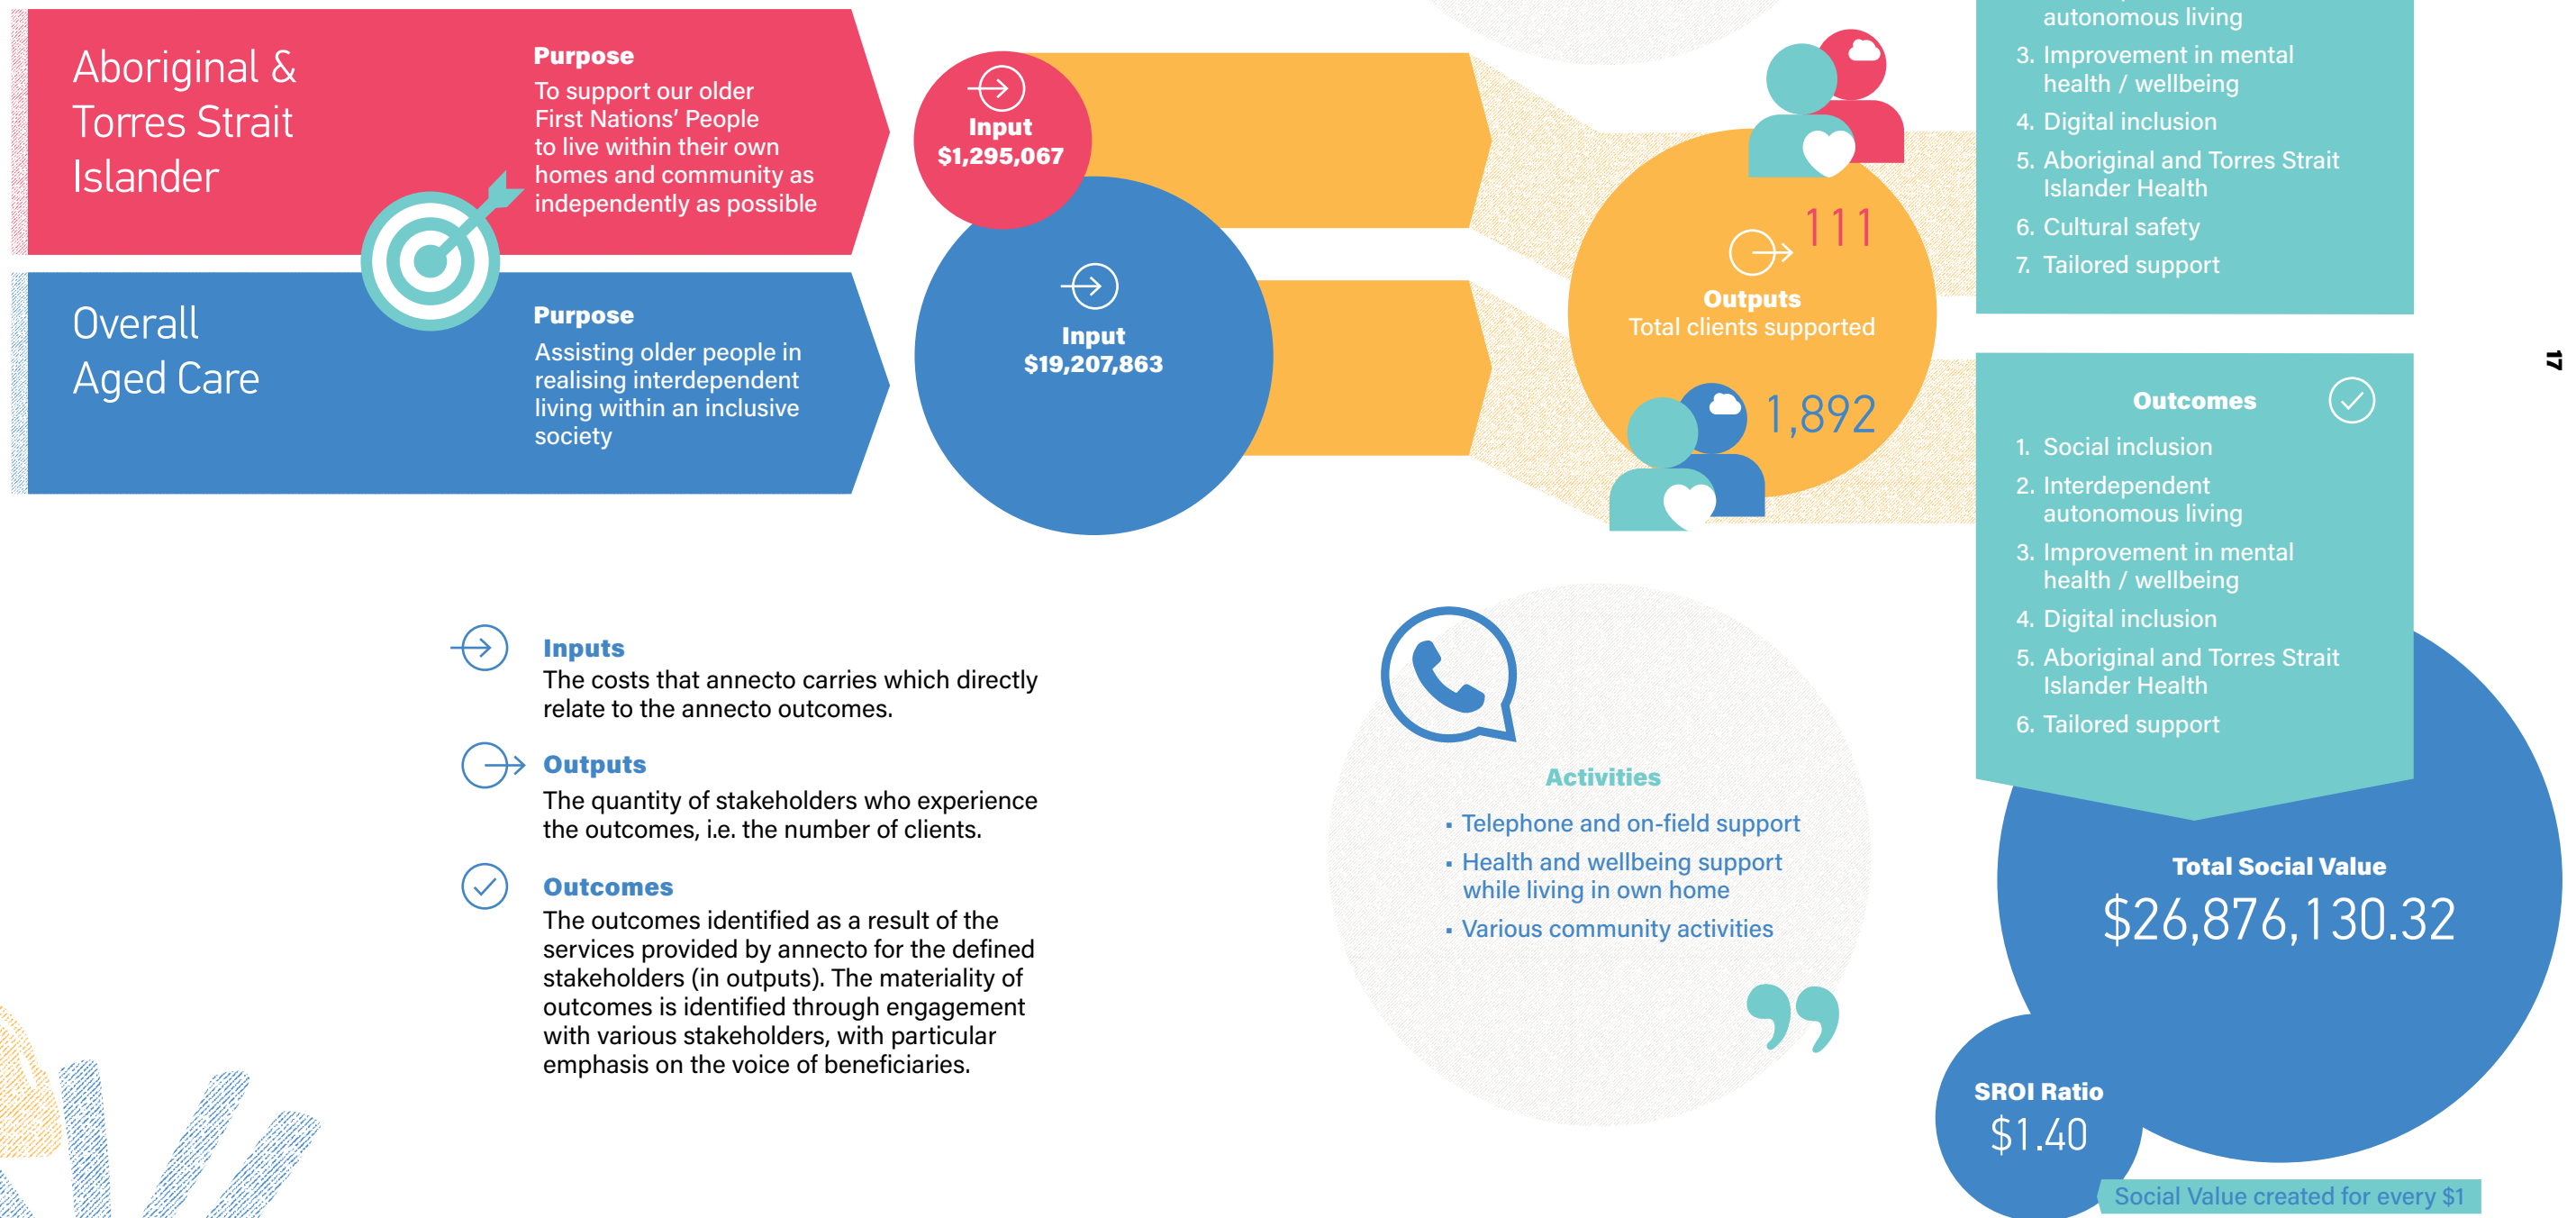 Aboriginal &
Torres Strait
Islander
Purpose
To support our older
First Nations’ People
to live within their own
homes and community as
independently as possible
Input
$1,295,067
Overall
Aged Care
Purpose
Assisting older people in
realising interdependent
living within an inclusive
society
Input
$19,207,863
111
Outputs
Total clients supported
1,892
autonomous living
3. Improvement in mental
health / wellbeing
4. Digital inclusion
5. Aboriginal and Torres Strait
Islander Health
6. Cultural safety
7. Tailored support
Outcomes
1. Social inclusion
2. Interdependent
autonomous living
3. Improvement in mental
health / wellbeing
4. Digital inclusion
5. Aboriginal and Torres Strait
Islander Health
6. Tailored support
17
Inputs
The costs that annecto carries which directly
relate to the annecto outcomes.
Outputs
The quantity of stakeholders who experience
the outcomes, i.e. the number of clients.
Outcomes
The outcomes identified as a result of the
services provided by annecto for the defined
stakeholders (in outputs). The materiality of
outcomes is identified through engagement
with various stakeholders, with particular
emphasis on the voice of beneficiaries.
Activities
▪ Telephone and on-field support
▪ Health and wellbeing support
while living in own home
▪ Various community activities
”
Total Social Value
$26,876,130.32
SROI Ratio
$1.40
Social Value created for every $1